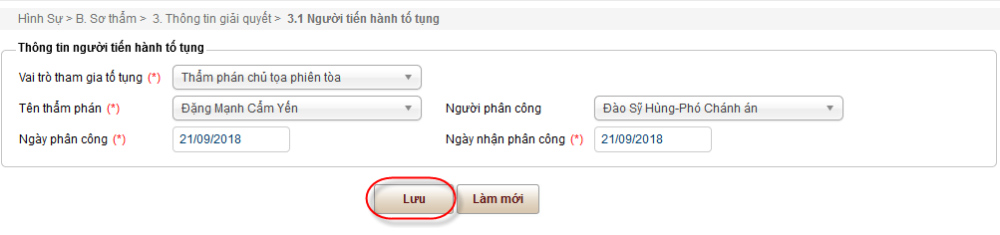 Hình Sự > B. Sơ thẩm > 3. Thông tin giải quyết > 3.1 Người tiến hành tố tụng
Thông tin người tiến hành tố tụng
Vai trò tham gia tố tụng (*) Thẩm phán chủ tọa phiên tòa
Tên thẩm phán (*) Đặng Mạnh Cẩm Yến Người phân công Đào Sỹ Hùng-Phó Chánh án
Ngày phân công (*) 21/09/2018 Ngày nhận phân công (*) 21/09/2018
Lưu Làm mới